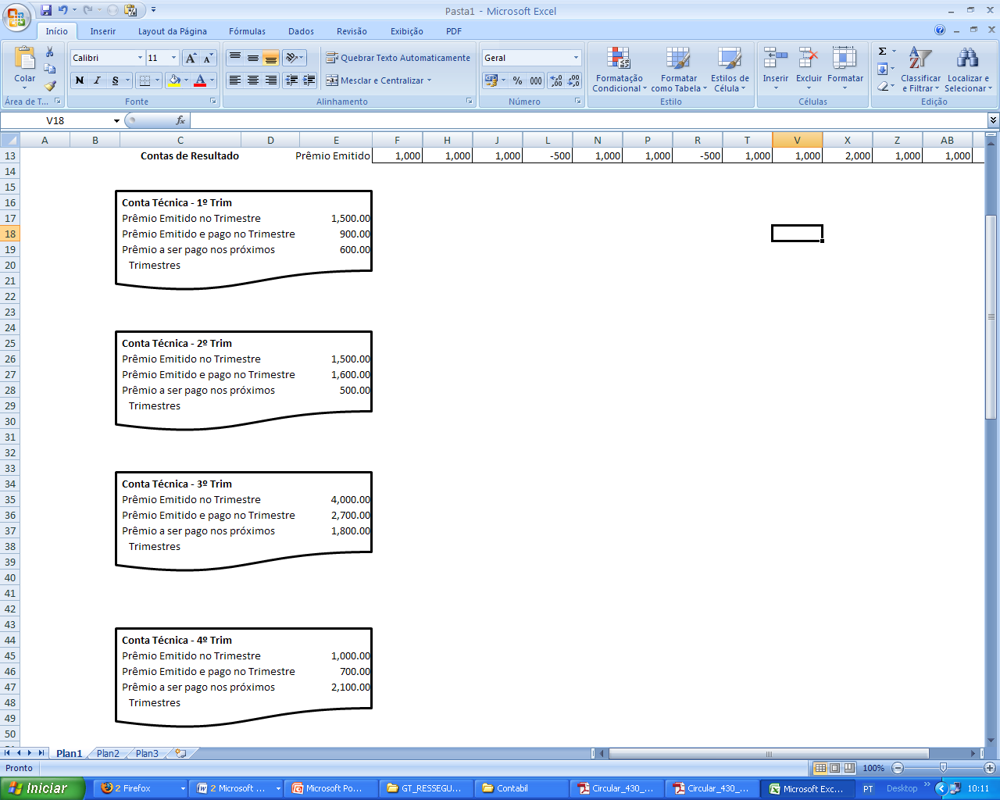 Pasta1 - Microsoft Excel
Início Inserir Layout da Página Fórmulas Dados Revisão Exibição PDF
Colar
Calibri 11
Quebrar Texto Automaticamente
Geral
N I S
Mesclar e Centralizar
% 000
Formatação Condicional
Formatar como Tabela
Estilos de Célula
Inserir Excluir Formatar
Classificar e Filtrar
Localizar e Selecionar
Área de T... Fonte Alinhamento Número Estilo Células Edição
V18 fx
A B C D E F H J L N P R T V X Z AB
13 Contas de Resultado Prêmio Emitido 1,000 1,000 1,000 -500 1,000 1,000 -500 1,000 1,000 2,000 1,000 1,000
14
15
16 Conta Técnica - 1º Trim
17 Prêmio Emitido no Trimestre 1,500.00
18 Prêmio Emitido e pago no Trimestre 900.00
19 Prêmio a ser pago nos próximos 600.00
20 Trimestres
21
22
23
24
25 Conta Técnica - 2º Trim
26 Prêmio Emitido no Trimestre 1,500.00
27 Prêmio Emitido e pago no Trimestre 1,600.00
28 Prêmio a ser pago nos próximos 500.00
29 Trimestres
30
31
32
33
34 Conta Técnica - 3º Trim
35 Prêmio Emitido no Trimestre 4,000.00
36 Prêmio Emitido e pago no Trimestre 2,700.00
37 Prêmio a ser pago nos próximos 1,800.00
38 Trimestres
39
40
41
42
43
44 Conta Técnica - 4º Trim
45 Prêmio Emitido no Trimestre 1,000.00
46 Prêmio Emitido e pago no Trimestre 700.00
47 Prêmio a ser pago nos próximos 2,100.00
48 Trimestres
49
50
Plan1 Plan2 Plan3
Pronto 100%
Iniciar 2 Firefox 2 Microsoft ... Microsoft Po... GT_RESSEGU... Contabil Circular_430_... Circular_430_... Microsoft Exc... PT Desktop 10:11